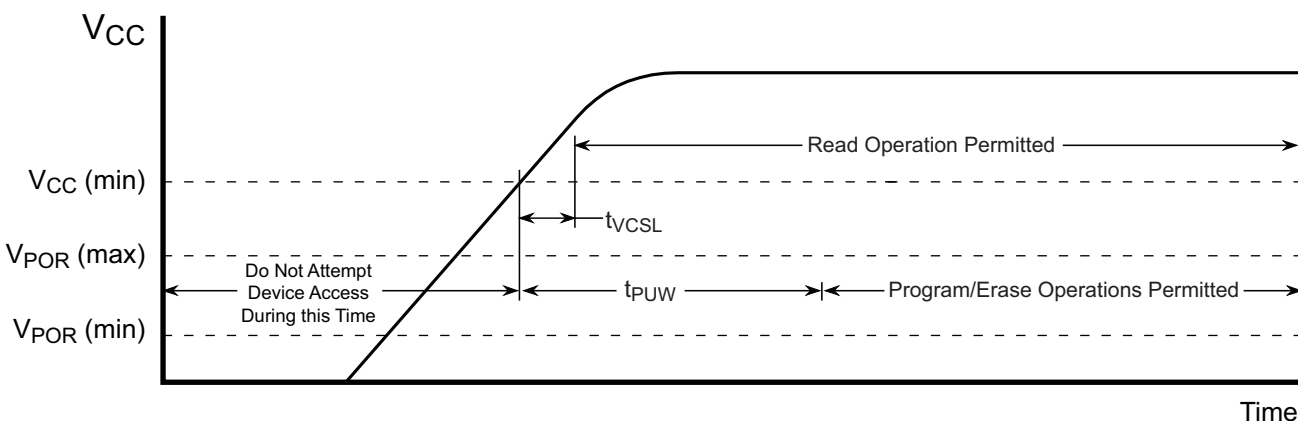 VCC
Read Operation Permitted
VCC (min)
tVCSL
VPOR (max)
Do Not Attempt
Device Access
During this Time
tPUW
Program/Erase Operations Permitted
VPOR (min)
Time